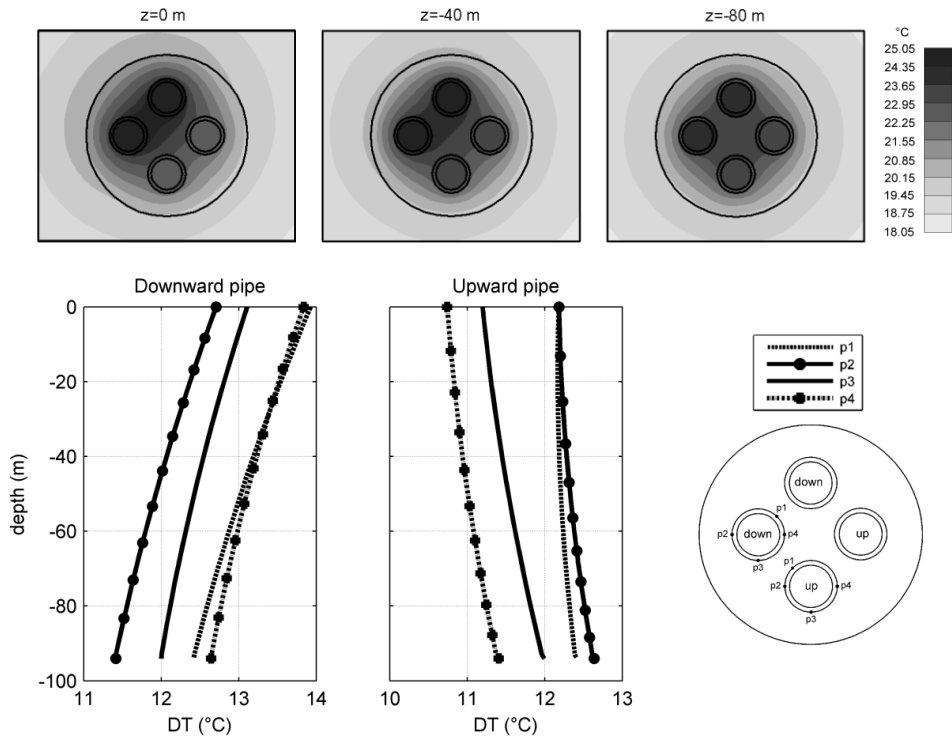 z=0 m
z=-40 m
z=-80 m
°C
25.05
24.35
23.65
22.95
22.25
21.55
20.85
20.15
19.45
18.75
18.05
Downward pipe
Upward pipe
0
-20
-40
-60
-80
-100
depth (m)
11 12 13 14
DT (°C)
10 11 12 13
DT (°C)
p1
p2
p3
p4
down
p1
p2 down p4
up
p3
p1
p2 up p4
p3